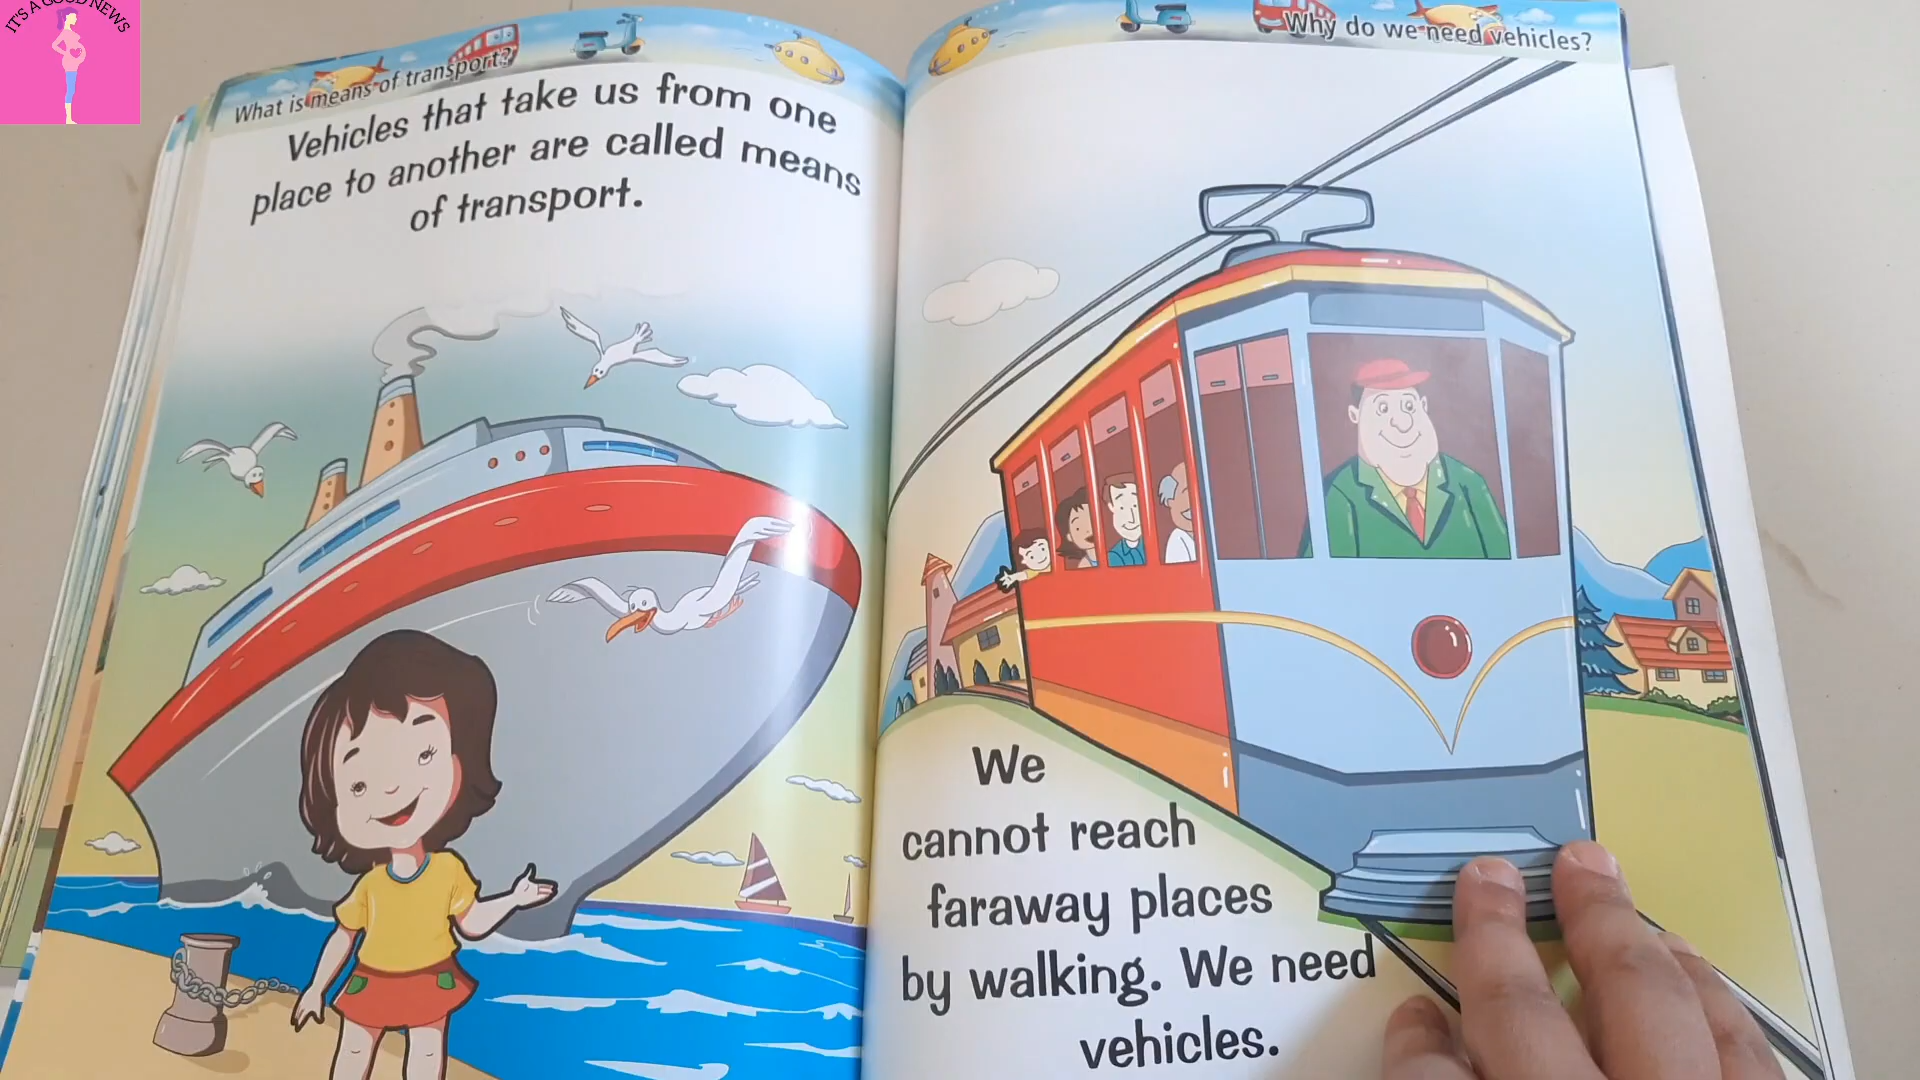 IT'S A GOOD NEWS
What is means of transport?
Vehicles that take us from one
place to another are called means
of transport.
Why do we need vehicles?
We
cannot reach
faraway places
by walking. We need
vehicles.